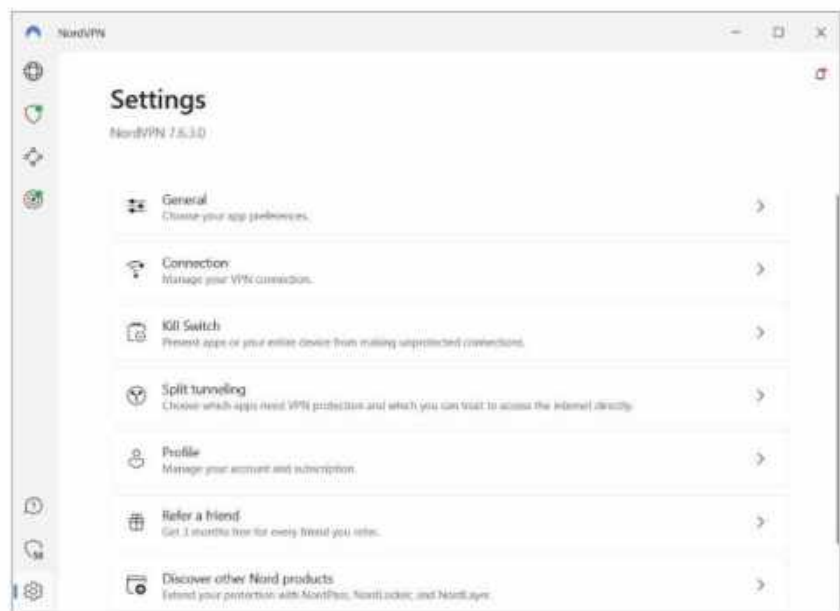 NordVPN
Settings
NordVPN 7.6.3.0
General
Choose your app preferences.
Connection
Manage your VPN connection.
Kill Switch
Prevent apps or your entire device from making unprotected connections.
Split tunneling
Choose which apps need VPN protection and which you can trust to access the internet directly.
Profile
Manage your account and subscription.
Refer a friend
Get 3 months free for every friend you refer.
Discover other Nord products
Extend your protection with NordPass, NordLocker, and NordLayer.